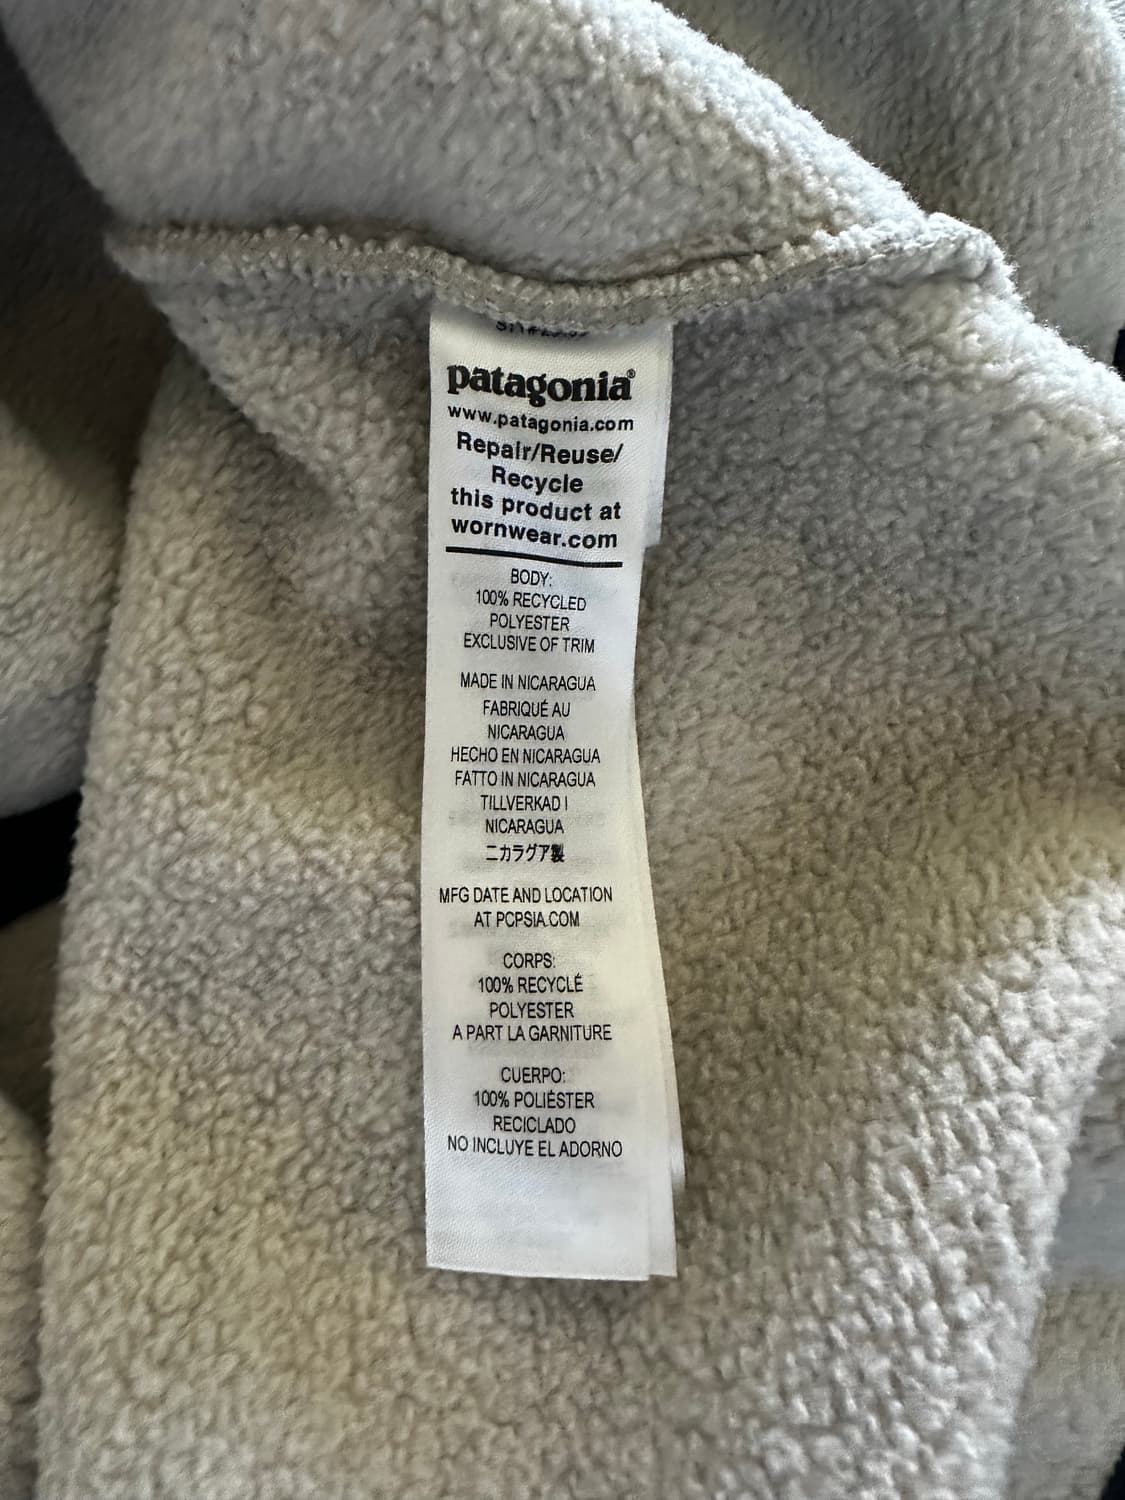 patagonia®
www.patagonia.com
Repair/Reuse/
Recycle
this product at
wornwear.com
BODY:
100% RECYCLED
POLYESTER
EXCLUSIVE OF TRIM
MADE IN NICARAGUA
FABRIQUÉ AU
NICARAGUA
HECHO EN NICARAGUA
FATTO IN NICARAGUA
TILLVERKAD I
NICARAGUA
ニカラグア製
MFG DATE AND LOCATION
AT PCPSIA.COM
CORPS:
100% RECYCLÉ
POLYESTER
A PART LA GARNITURE
CUERPO:
100% POLIÉSTER
RECICLADO
NO INCLUYE EL ADORNO